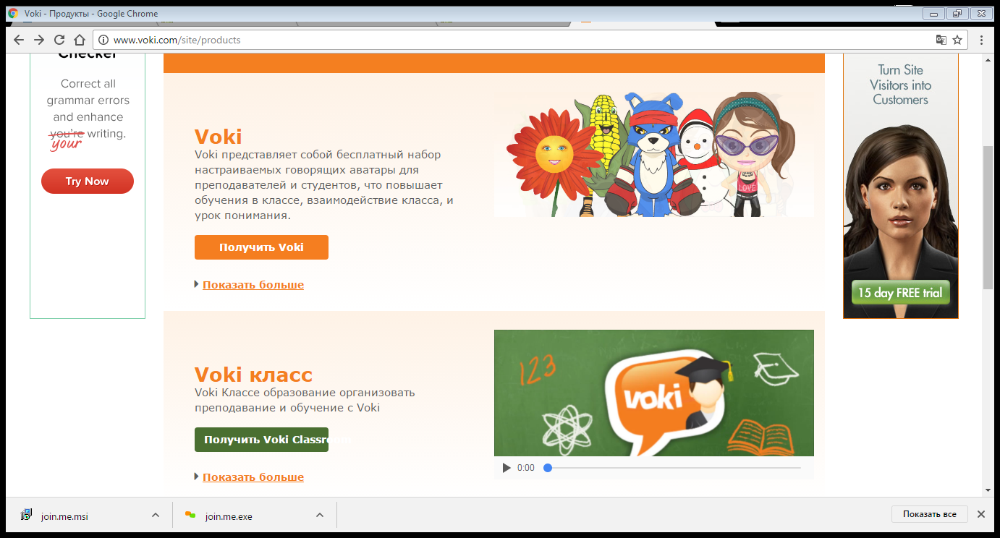 Voki - Продукты - Google Chrome
www.voki.com/site/products
Checker
Correct all
grammar errors
and enhance
you're writing.
your
Try Now
Voki
Voki представляет собой бесплатный набор
настраиваемых говорящих аватары для
преподавателей и студентов, что повышает
обучения в классе, взаимодействие класса, и
урок понимания.
Получить Voki
Показать больше
LOVE
Turn Site
Visitors into
Customers
15 day FREE trial
Voki класс
Voki Классе образование организовать
преподавание и обучение с Voki
Получить Voki Classroom
Показать больше
123
voki
0:00
join.me.msi
join.me.exe
Показать все